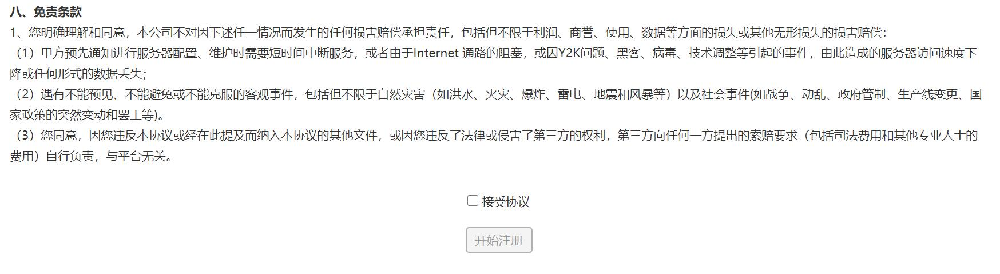 八、免责条款
1、您明确理解和同意，本公司不对因下述任一情况而发生的任何损害赔偿承担责任，包括但不限于利润、商誉、使用、数据等方面的损失或其他无形损失的损害赔偿：
（1）甲方预先通知进行服务器配置、维护时需要短时间中断服务，或者由于Internet 通路的阻塞，或因Y2K问题、黑客、病毒、技术调整等引起的事件，由此造成的服务器访问速度下
降或任何形式的数据丢失；
（2）遇有不能预见、不能避免或不能克服的客观事件，包括但不限于自然灾害（如洪水、火灾、爆炸、雷电、地震和风暴等）以及社会事件(如战争、动乱、政府管制、生产线变更、国
家政策的突然变动和罢工等)。
（3）您同意，因您违反本协议或经在此提及而纳入本协议的其他文件，或因您违反了法律或侵害了第三方的权利，第三方向任何一方提出的索赔要求（包括司法费用和其他专业人士的
费用）自行负责，与平台无关。
接受协议
开始注册